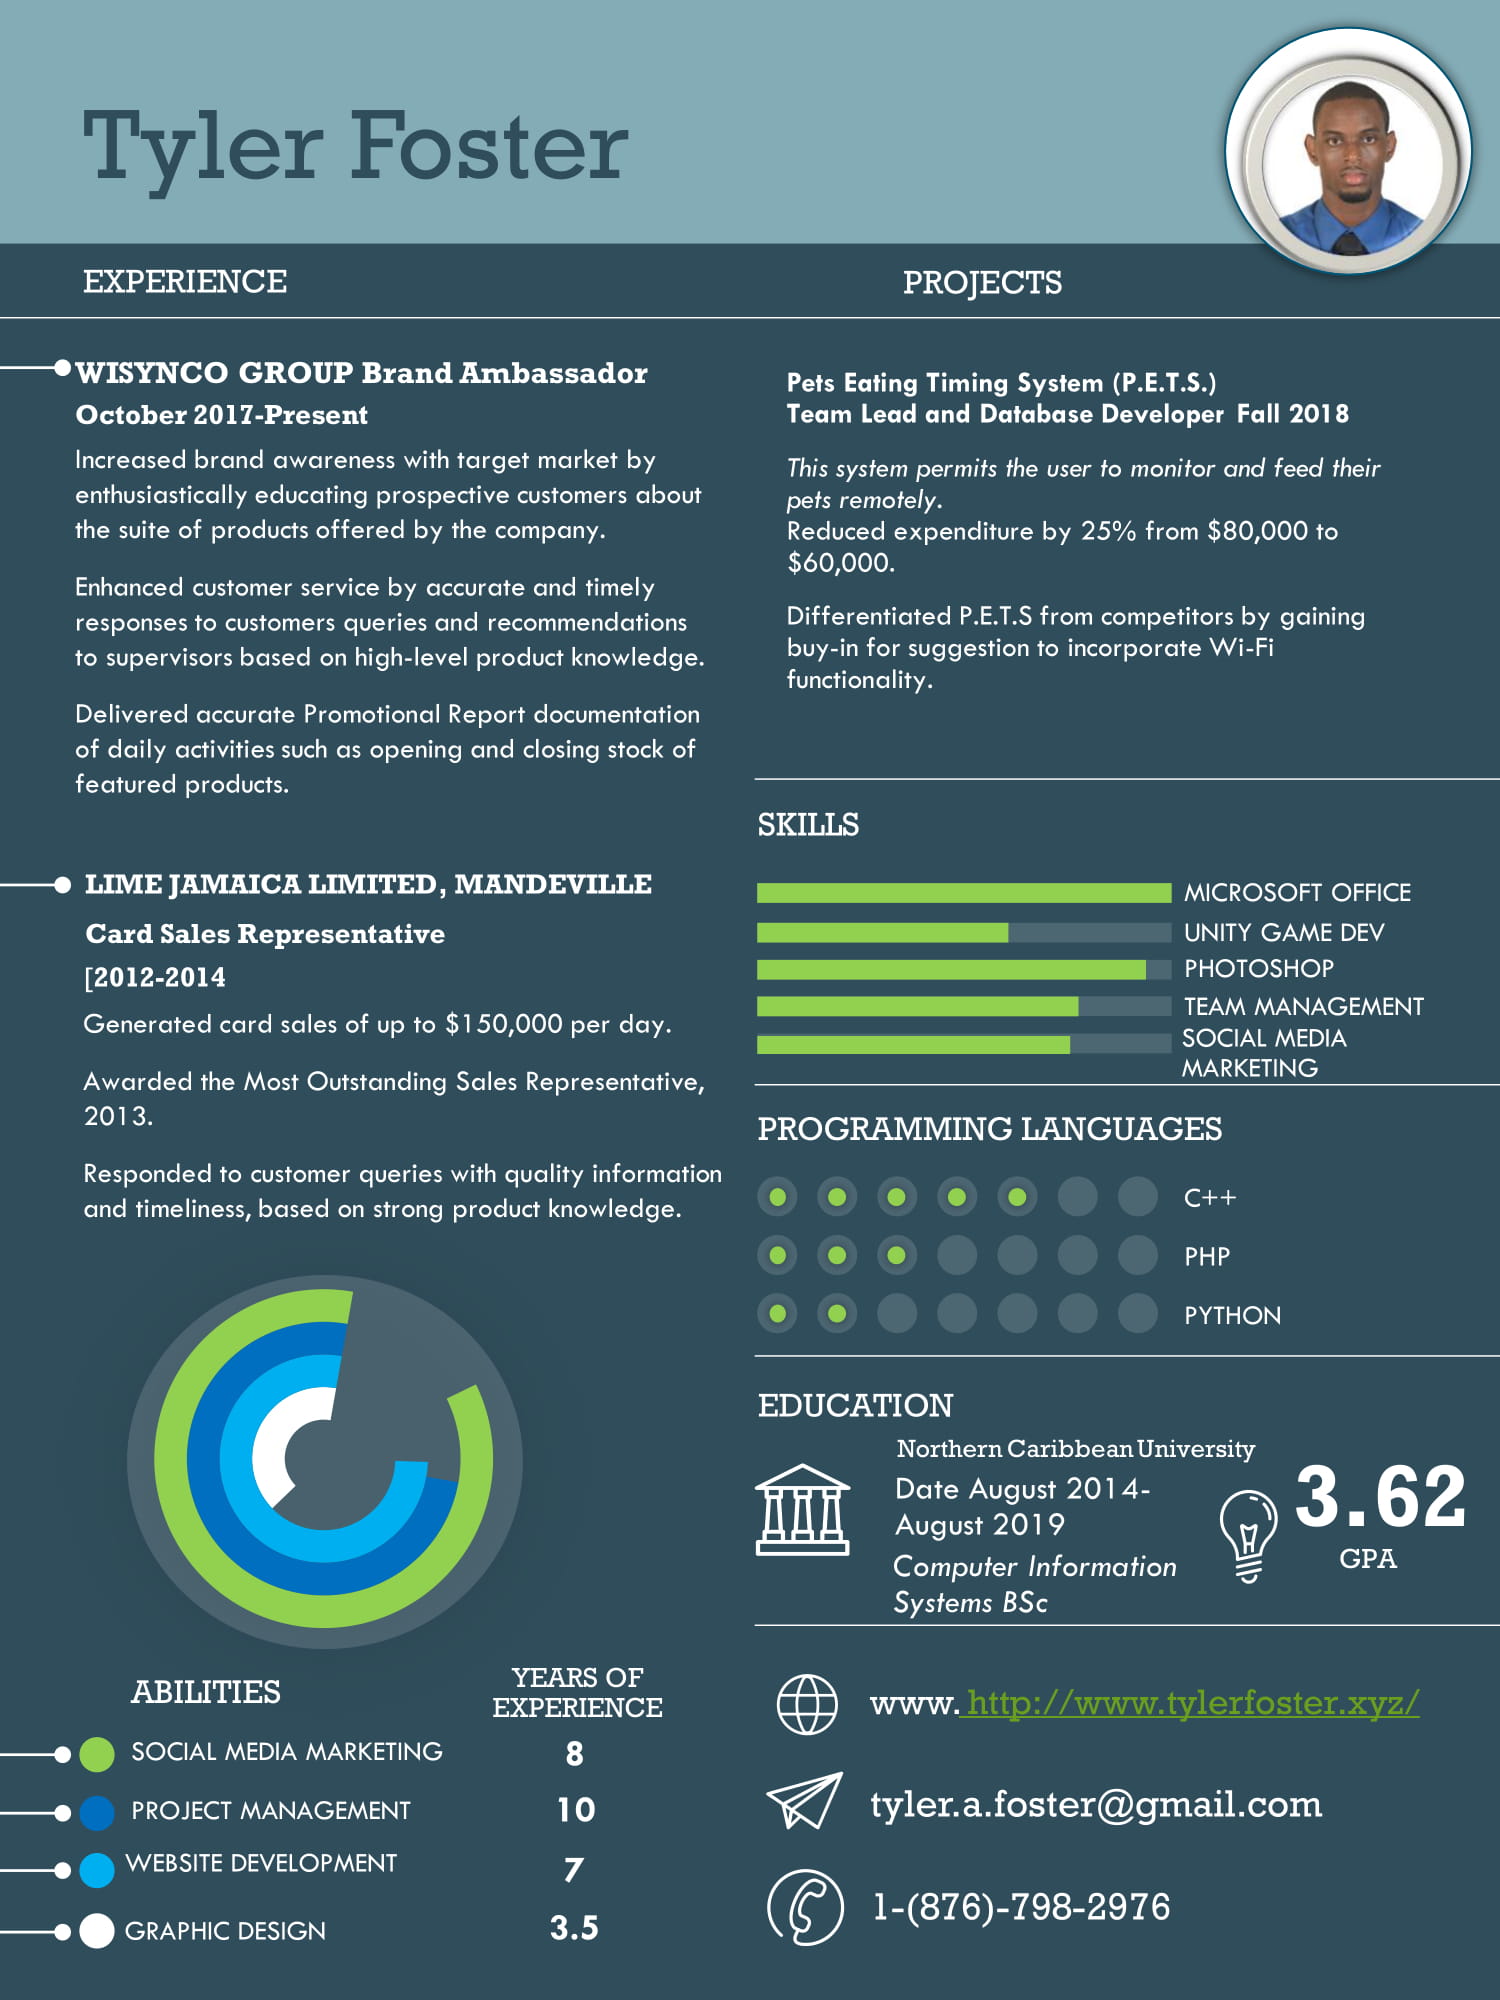 Tyler Foster
EXPERIENCE
WISYNCO GROUP Brand Ambassador
October 2017-Present
Increased brand awareness with target market by
enthusiastically educating prospective customers about
the suite of products offered by the company.
Enhanced customer service by accurate and timely
responses to customers queries and recommendations
to supervisors based on high-level product knowledge.
Delivered accurate Promotional Report documentation
of daily activities such as opening and closing stock of
featured products.
LIME JAMAICA LIMITED, MANDEVILLE
Card Sales Representative
[2012-2014
Generated card sales of up to $150,000 per day.
Awarded the Most Outstanding Sales Representative,
2013.
Responded to customer queries with quality information
and timeliness, based on strong product knowledge.
ABILITIES
YEARS OF
EXPERIENCE
SOCIAL MEDIA MARKETING 8
PROJECT MANAGEMENT 10
WEBSITE DEVELOPMENT 7
GRAPHIC DESIGN 3.5
PROJECTS
Pets Eating Timing System (P.E.T.S.)
Team Lead and Database Developer Fall 2018
This system permits the user to monitor and feed their
pets remotely.
Reduced expenditure by 25% from $80,000 to
$60,000.
Differentiated P.E.T.S from competitors by gaining
buy-in for suggestion to incorporate Wi-Fi
functionality.
SKILLS
MICROSOFT OFFICE
UNITY GAME DEV
PHOTOSHOP
TEAM MANAGEMENT
SOCIAL MEDIA
MARKETING
PROGRAMMING LANGUAGES
C++
PHP
PYTHON
EDUCATION
Northern Caribbean University
Date August 2014-
August 2019
Computer Information
Systems BSc
3.62
GPA
www. http://www.tylerfoster.xyz/
tyler.a.foster@gmail.com
1-(876)-798-2976